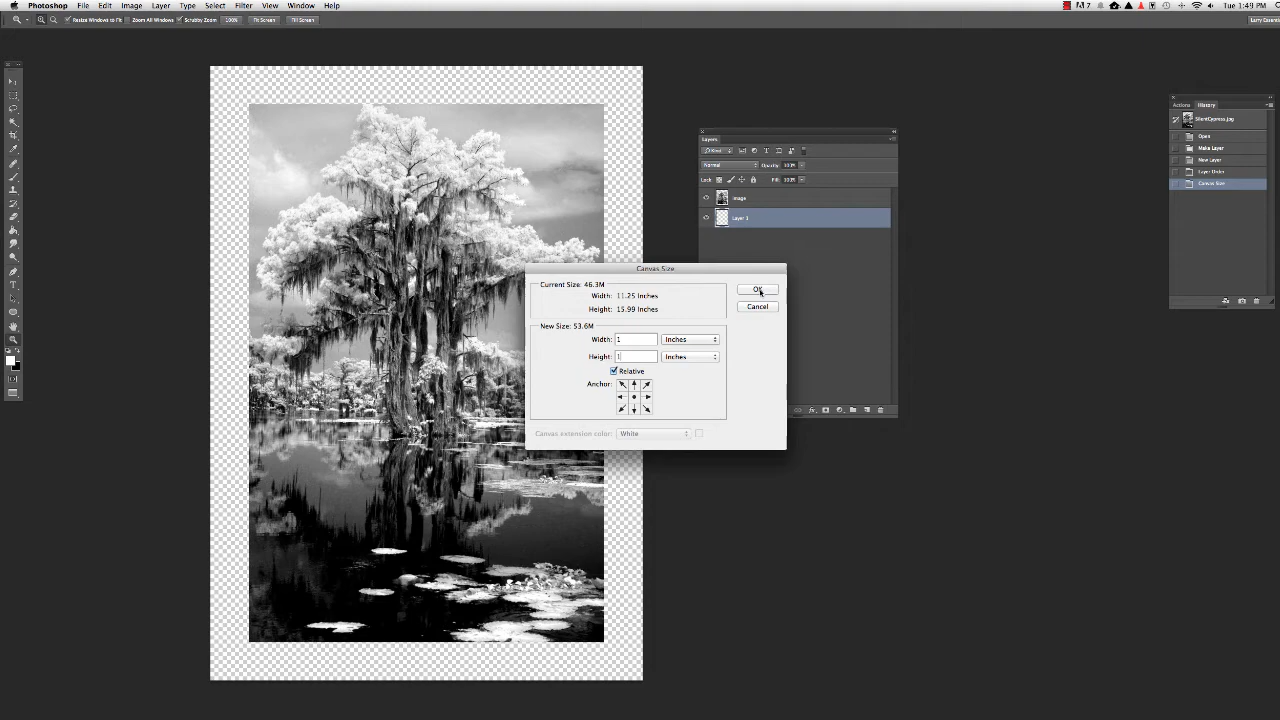 Photoshop File Edit Image Layer Type Select Filter View Window Help
7 Tue 1:49 PM
Resize Windows to Fit Zoom All Windows Scrubby Zoom 100% Fit Screen Fill Screen
Larry Essenti
Layers
Kind
Normal Opacity: 100%
Lock: Fill: 100%
Image
Layer 1
Actions History
SilentCypress.jpg
Open
Make Layer
New Layer
Layer Order
Canvas Size
Canvas Size
Current Size: 46.3M
Width: 11.25 Inches
Height: 15.99 Inches
OK
Cancel
New Size: 53.6M
Width: 1 Inches
Height: 1 Inches
Relative
Anchor:
Canvas extension color: White
fx